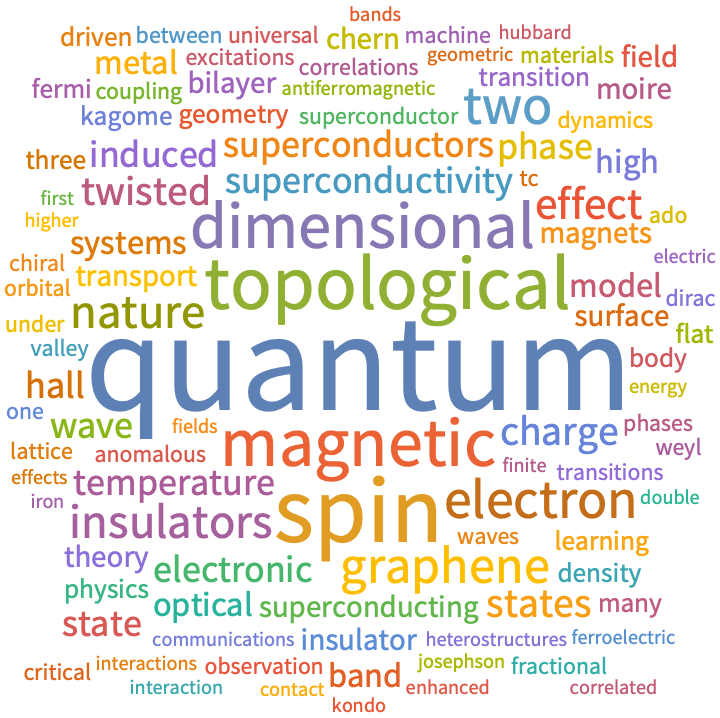 bands
driven between universal chern machine hubbard
metal excitations correlations geometric materials field
fermi coupling bilayer antiferromagnetic transition moire
kagome geometry superconductor two dynamics
three induced superconductors phase high
first twisted superconductivity tc
higher dimensional effect ado
systems magnets
chiral electric
orbital transport topological model dirac
under nature surface
valley quantum flat
hall body
one energy
wave fields magnetic charge phases
lattice anomalous weyl
effects temperature finite transitions
iron insulators spin electron double
theory waves learning
physics electronic graphene density
optical superconducting states many
state communications insulator heterostructures ferroelectric
critical interactions observation band josephson fractional
interaction contact enhanced correlated
kondo